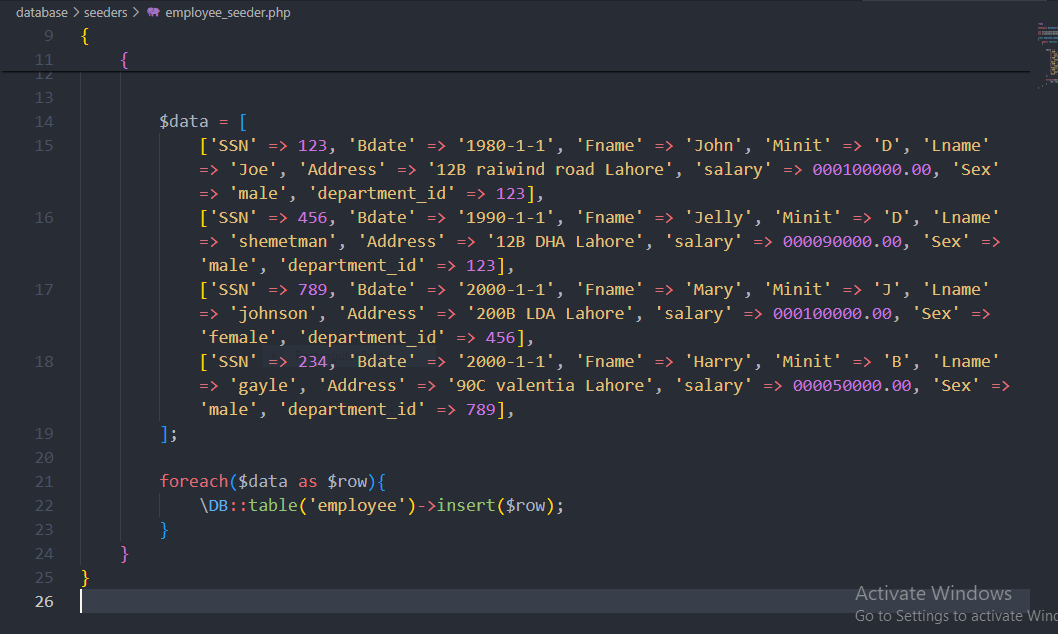 database > seeders > employee_seeder.php
9 {
11 {
12
13
14 $data = [
15 ['SSN' => 123, 'Bdate' => '1980-1-1', 'Fname' => 'John', 'Minit' => 'D', 'Lname'
=> 'Joe', 'Address' => '12B raiwind road Lahore', 'salary' => 000100000.00, 'Sex'
=> 'male', 'department_id' => 123],
16 ['SSN' => 456, 'Bdate' => '1990-1-1', 'Fname' => 'Jelly', 'Minit' => 'D', 'Lname'
=> 'shemetman', 'Address' => '12B DHA Lahore', 'salary' => 000090000.00, 'Sex' =>
'male', 'department_id' => 123],
17 ['SSN' => 789, 'Bdate' => '2000-1-1', 'Fname' => 'Mary', 'Minit' => 'J', 'Lname'
=> 'johnson', 'Address' => '200B LDA Lahore', 'salary' => 000100000.00, 'Sex' =>
'female', 'department_id' => 456],
18 ['SSN' => 234, 'Bdate' => '2000-1-1', 'Fname' => 'Harry', 'Minit' => 'B', 'Lname'
=> 'gayle', 'Address' => '90C valentia Lahore', 'salary' => 000050000.00, 'Sex' =>
'male', 'department_id' => 789],
19 ];
20
21 foreach($data as $row){
22 \DB::table('employee')->insert($row);
23 }
24 }
25 }
26
Activate Windows
Go to Settings to activate Win